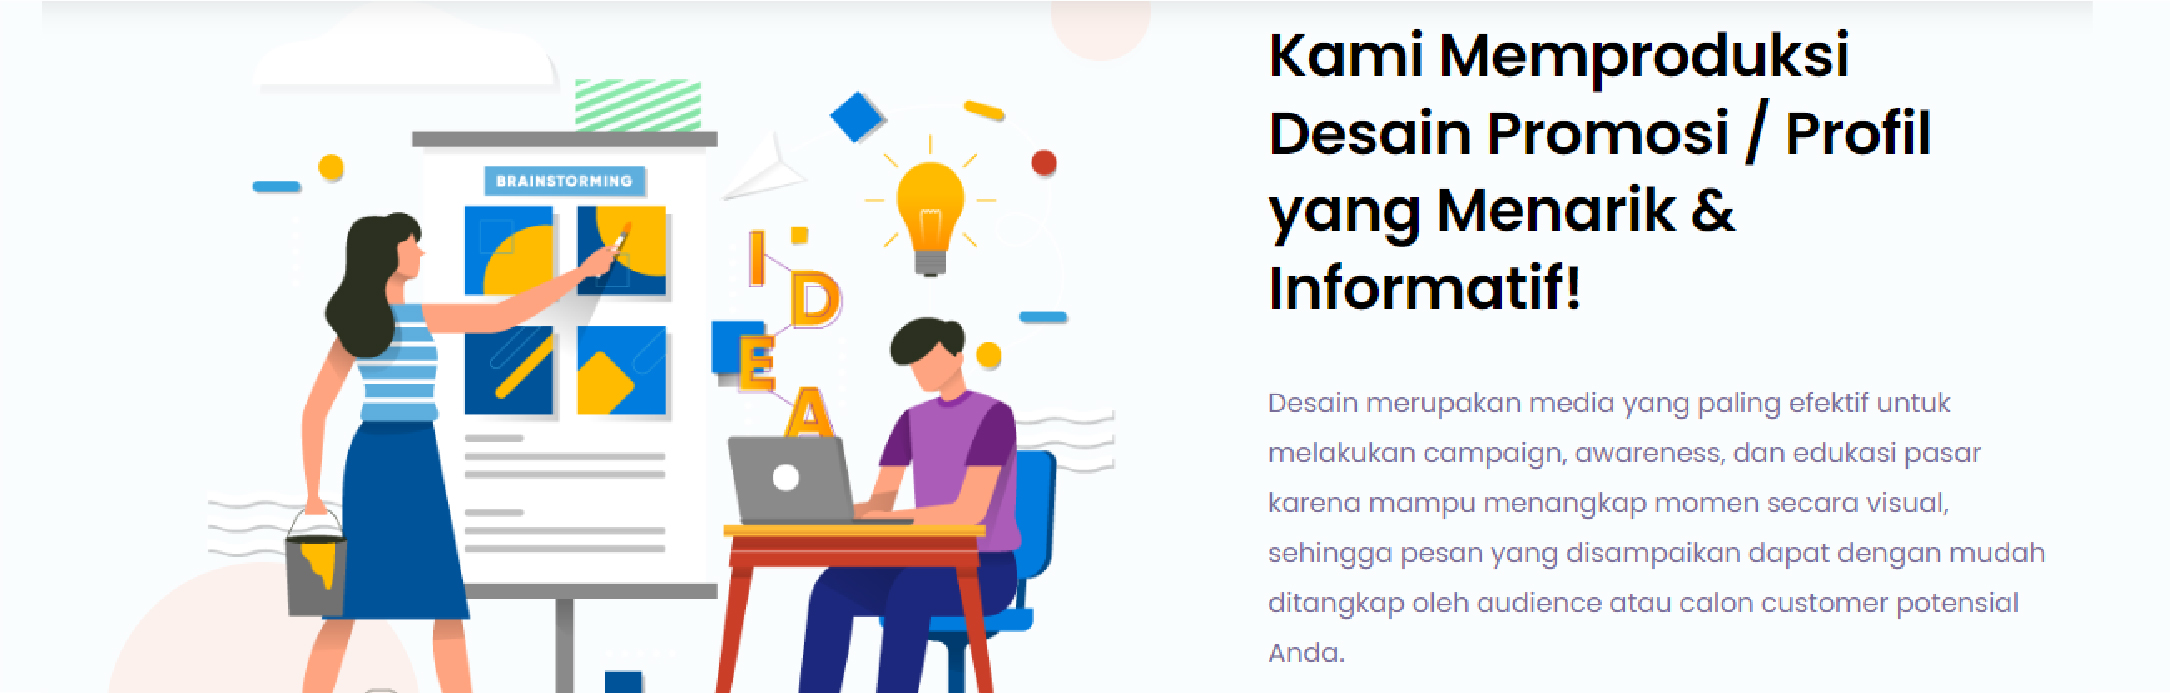 BRAINSTORMING
I
D
E
A
Kami Memproduksi
Desain Promosi / Profil
yang Menarik &
Informatif!
Desain merupakan media yang paling efektif untuk
melakukan campaign, awareness, dan edukasi pasar
karena mampu menangkap momen secara visual,
sehingga pesan yang disampaikan dapat dengan mudah
ditangkap oleh audience atau calon customer potensial
Anda.